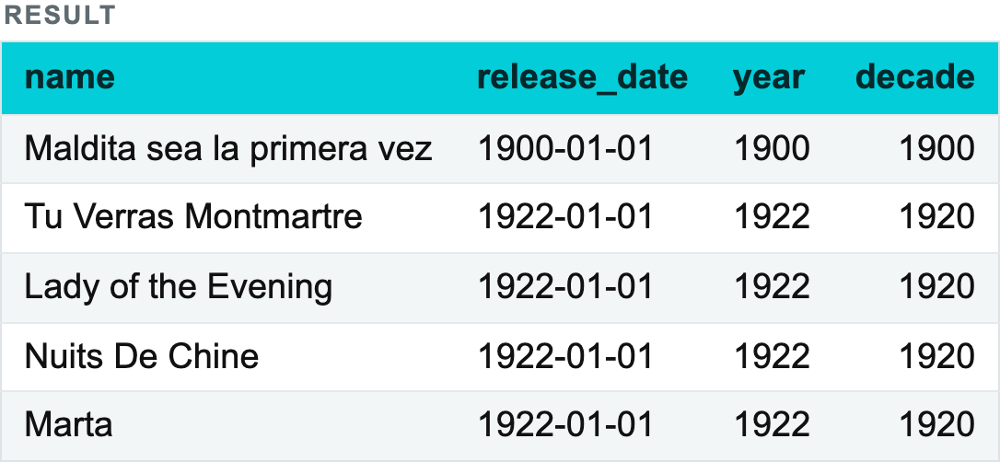 RESULT
name release_date year decade
Maldita sea la primera vez 1900-01-01 1900 1900
Tu Verras Montmartre 1922-01-01 1922 1920
Lady of the Evening 1922-01-01 1922 1920
Nuits De Chine 1922-01-01 1922 1920
Marta 1922-01-01 1922 1920